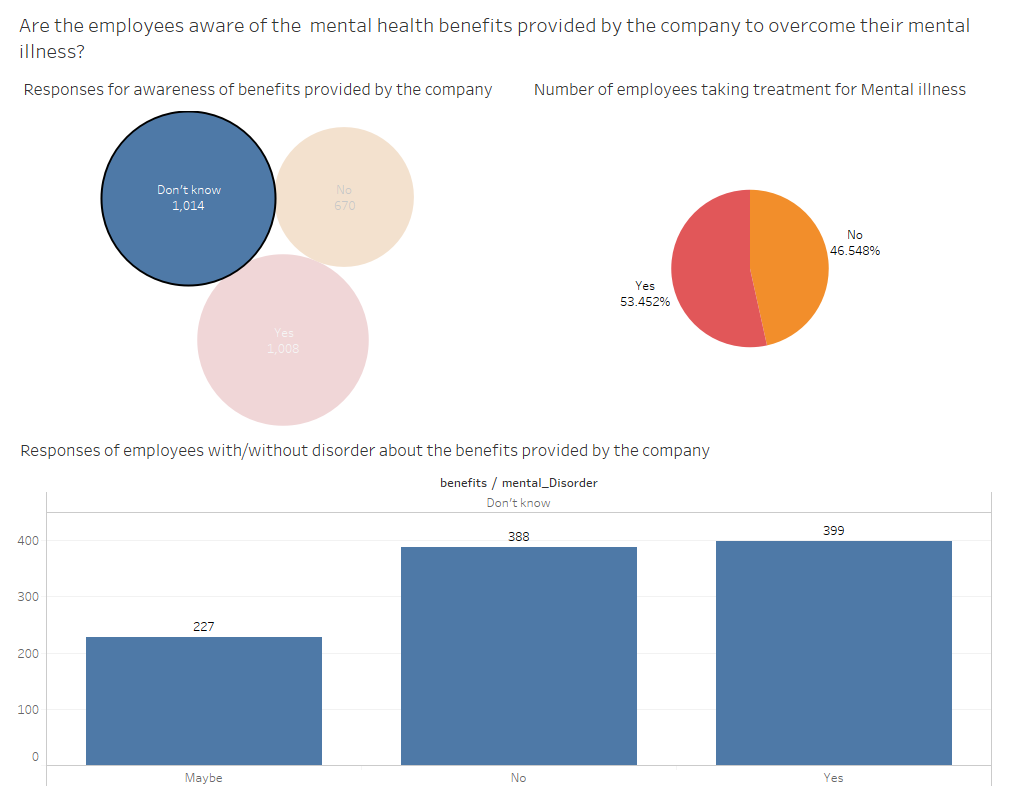 Are the employees aware of the  mental health benefits provided by the company to overcome their mental
illness?
Responses for awareness of benefits provided by the company
Number of employees taking treatment for Mental illness
Don't know
1,014
No
670
Yes
1,008
No
46.548%
Yes
53.452%
Responses of employees with/without disorder about the benefits provided by the company
benefits / mental_Disorder
Don't know
400
300
200
100
0
227
388
399
Maybe
No
Yes